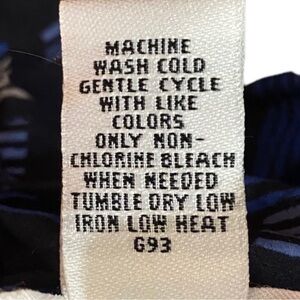 MACHINE
WASH COLD
GENTLE CYCLE
WITH LIKE
COLORS
ONLY NON-
CHLORINE BLEACH
WHEN NEEDED
TUMBLE DRY LOW
IRON LOW HEAT
G93